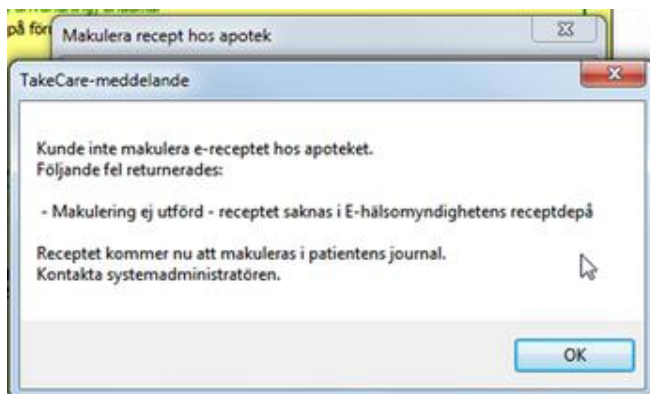 på förn
Makulera recept hos apotek
TakeCare-meddelande
Kunde inte makulera e-receptet hos apoteket.
Följande fel returnerades:
- Makulering ej utförd - receptet saknas i E-hälsomyndighetens receptdepå
Receptet kommer nu att makuleras i patientens journal.
Kontakta systemadministratören.
OK